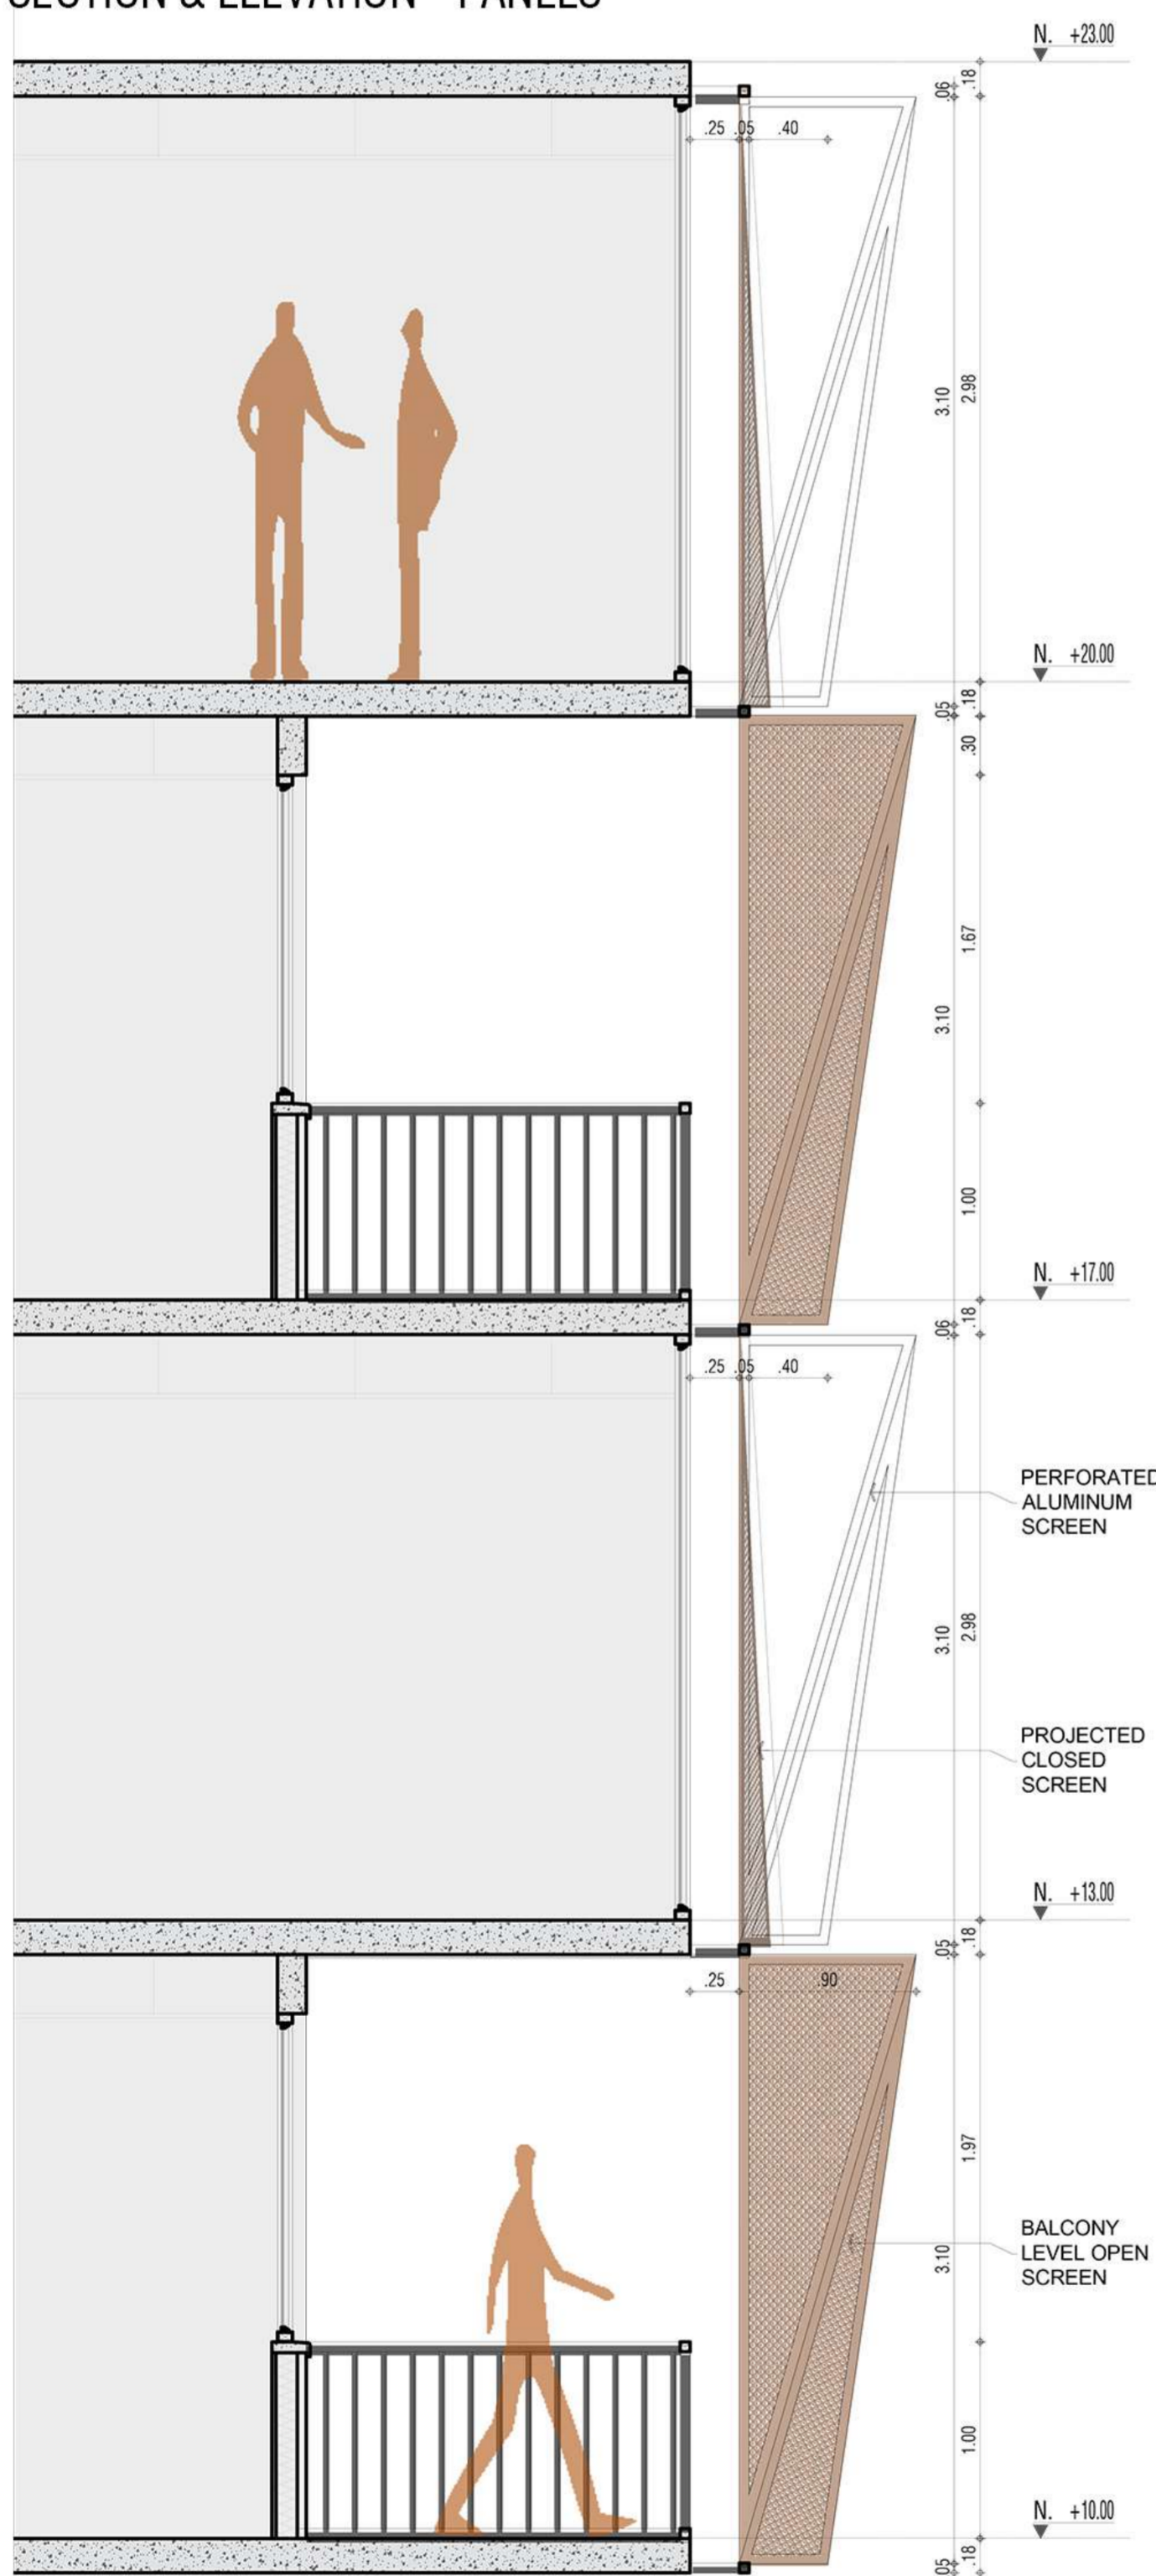 SECTION & ELEVATION - PANELS
N. +23.00
.06 .18
.25 .05 .40
3.10 2.98
N. +20.00
.05 .18
.30
1.67
3.10
1.00
N. +17.00
.06 .18
.25 .05 .40
PERFORATED
ALUMINUM
SCREEN
3.10 2.98
PROJECTED
CLOSED
SCREEN
N. +13.00
.05 .18
.25 .90
1.97
BALCONY
LEVEL OPEN
SCREEN
3.10
1.00
N. +10.00
.05 .18